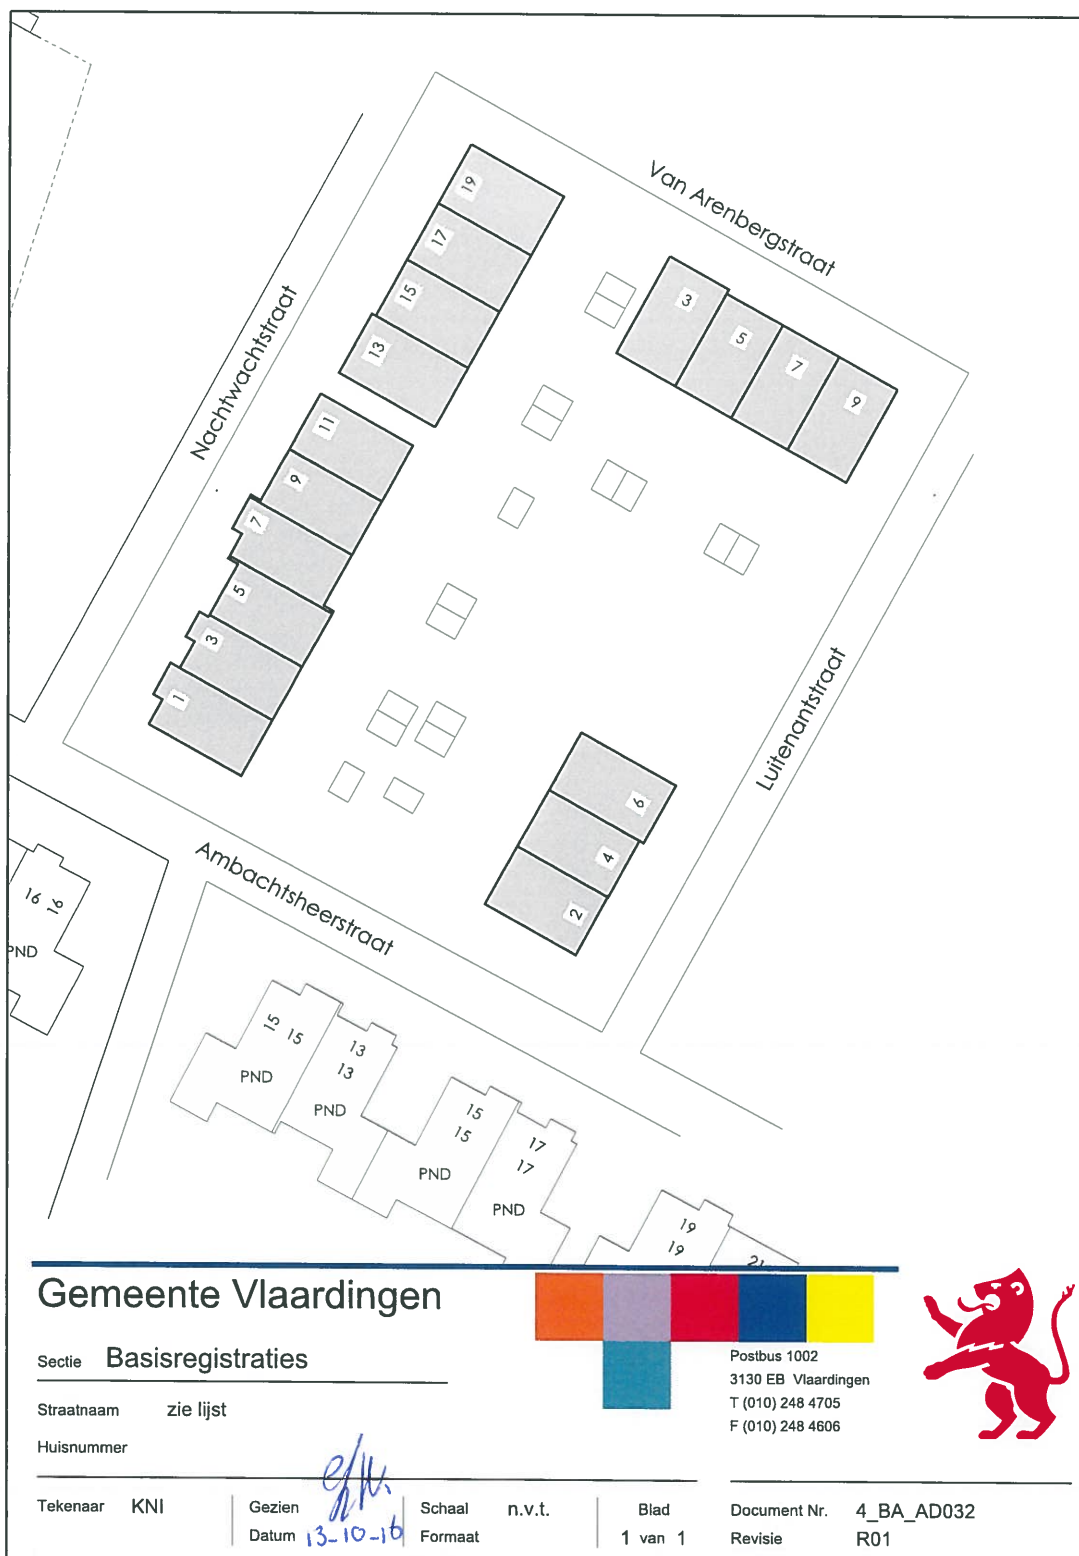 Van Arenbergstraat
19
17
15
13
Nachtwachtstraat
11
9
7
5
3
1
3
5
7
9
Luitenantstraat
6
4
2
Ambachtsheerstraat
16
16
PND
15
15
PND
13
13
PND
15
15
PND
17
17
PND
19
19
21
Gemeente Vlaardingen
Sectie Basisregistraties
Straatnaam zie lijst
Huisnummer
Postbus 1002
3130 EB Vlaardingen
T (010) 248 4705
F (010) 248 4606
Tekenaar KNI
Gezien
Datum 13-10-16
Schaal n.v.t.
Formaat
Blad
1 van 1
Document Nr. 4_BA_AD032
Revisie R01